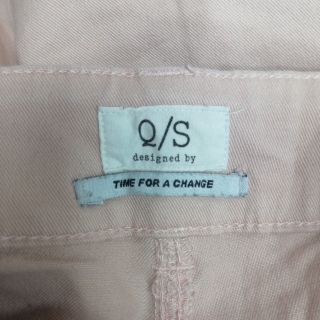 Q/S
designed by
TIME FOR A CHANGE